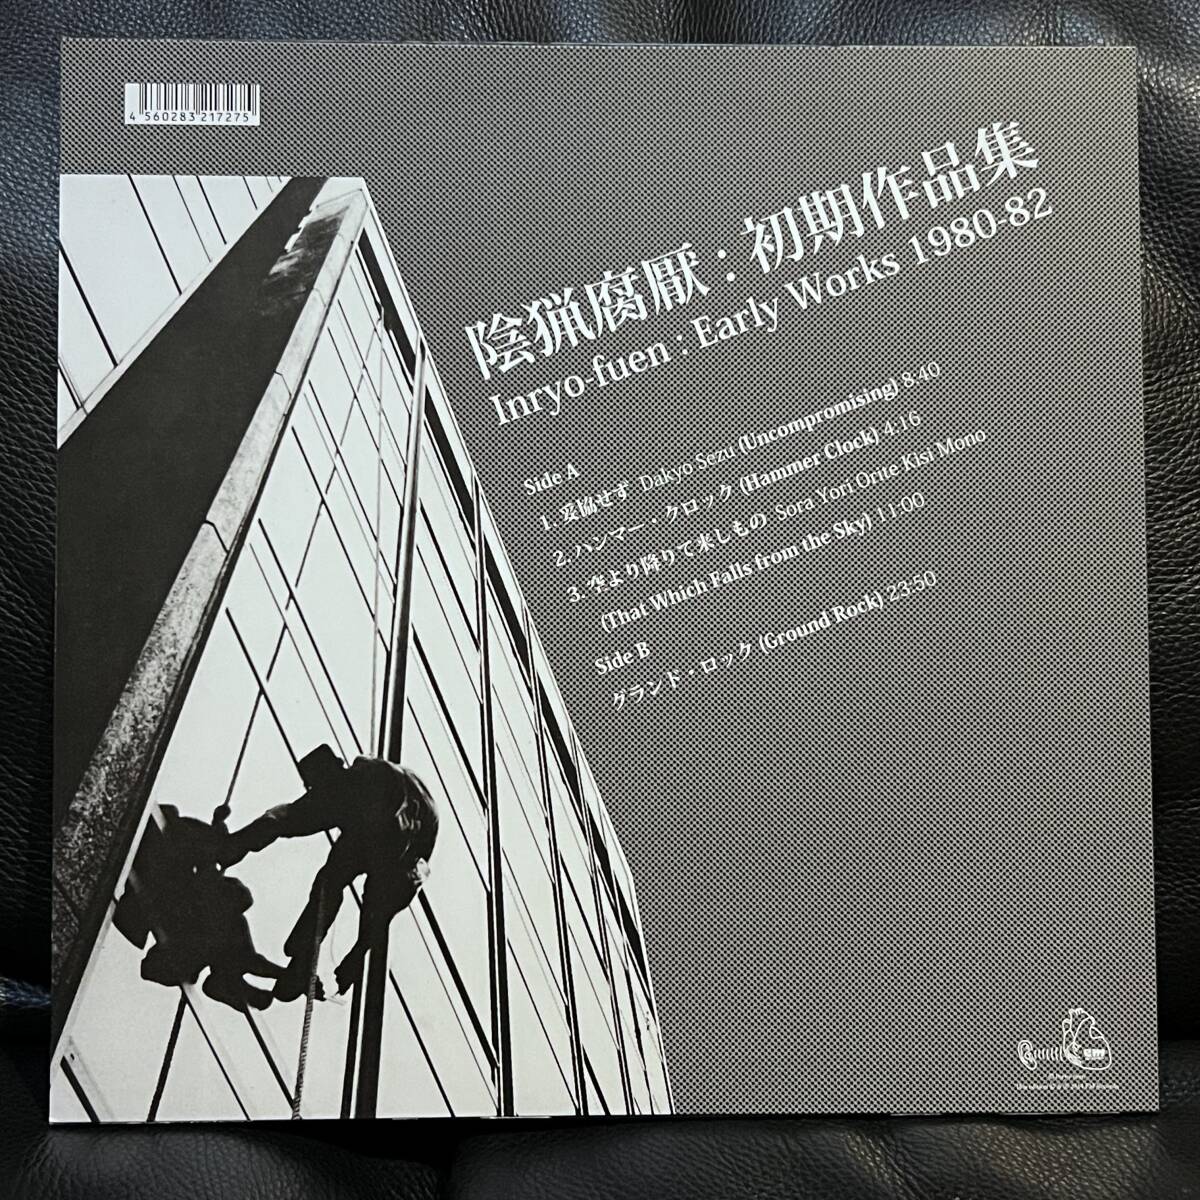 4 560283 217275
陰猟腐厭 : 初期作品集
Inryo-fuen : Early Works 1980-82
Side A
1. 妥協せず Dakyo Sezu (Uncompromising) 8:40
2. ハンマー・クロック (Hammer Clock) 4.16
3. 空より降りて来しもの Sora Yori Orite Kisi Mono
(That Which Falls from the Sky) 11:00
Side B
グランド・ロック (Ground Rock) 23:50